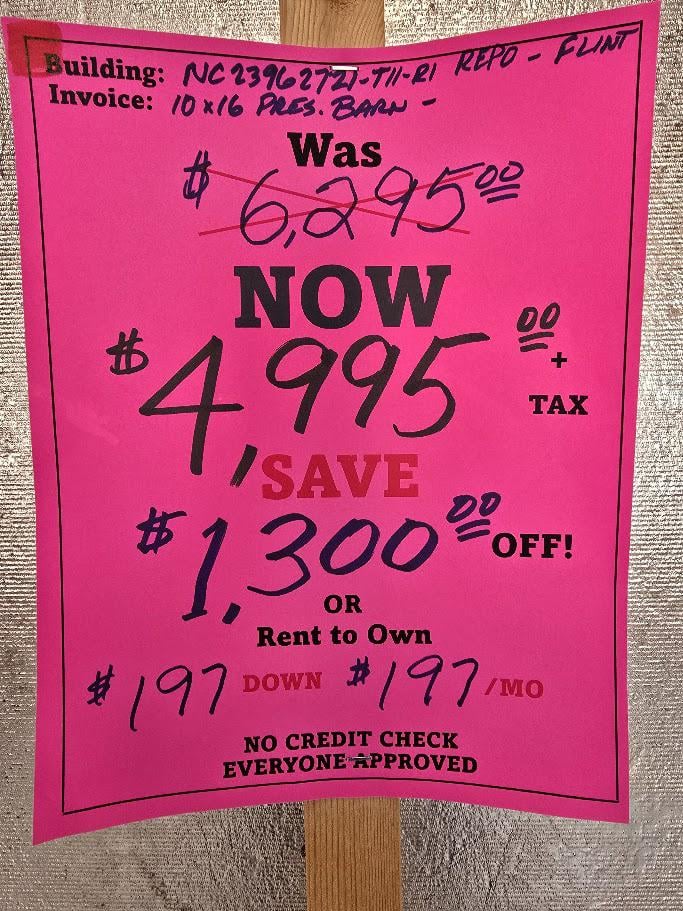 Building: NC23962721-T11-R1 REPO - FLINT
Invoice: 10x16 PRES. BARN -
Was
$6,295.00
NOW
$4,995.00 +
TAX
SAVE
$1,300.00 OFF!
OR
Rent to Own
$197 DOWN $197/MO
NO CREDIT CHECK
EVERYONE APPROVED